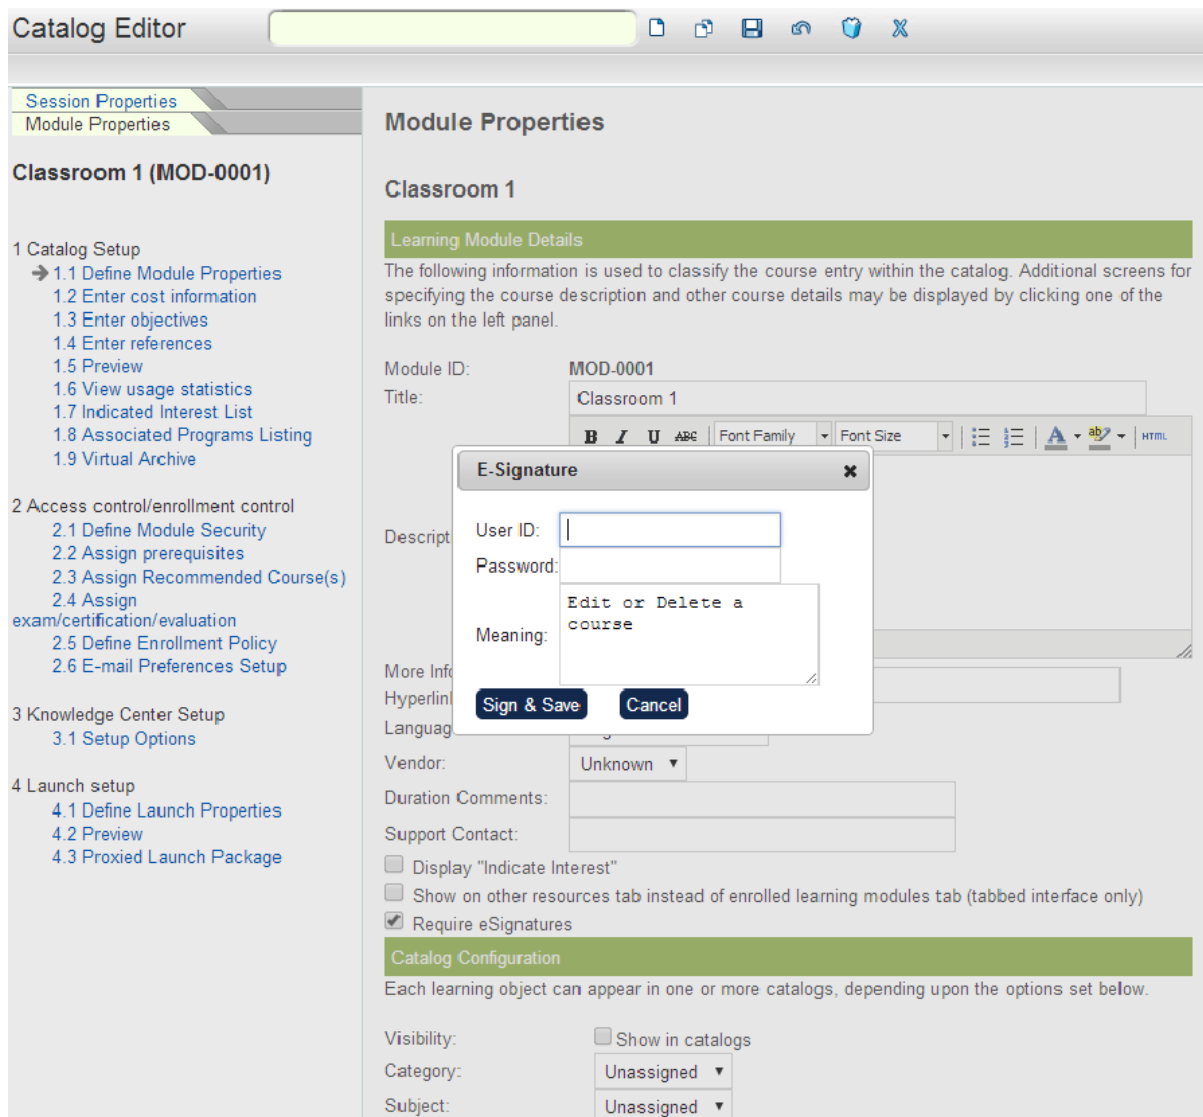 Catalog Editor
Session Properties
Module Properties
Classroom 1 (MOD-0001)
1 Catalog Setup
1.1 Define Module Properties
1.2 Enter cost information
1.3 Enter objectives
1.4 Enter references
1.5 Preview
1.6 View usage statistics
1.7 Indicated Interest List
1.8 Associated Programs Listing
1.9 Virtual Archive
2 Access control/enrollment control
2.1 Define Module Security
2.2 Assign prerequisites
2.3 Assign Recommended Course(s)
2.4 Assign
exam/certification/evaluation
2.5 Define Enrollment Policy
2.6 E-mail Preferences Setup
3 Knowledge Center Setup
3.1 Setup Options
4 Launch setup
4.1 Define Launch Properties
4.2 Preview
4.3 Proxied Launch Package
Module Properties
Classroom 1
Learning Module Details
The following information is used to classify the course entry within the catalog. Additional screens for
specifying the course description and other course details may be displayed by clicking one of the
links on the left panel.
Module ID: MOD-0001
Title: Classroom 1
B I U ABC Font Family Font Size A ab HTML
Descript
E-Signature
User ID:
Password:
Meaning: Edit or Delete a
course
Sign & Save Cancel
More Info
Hyperlin
Languag
Vendor: Unknown
Duration Comments:
Support Contact:
Display "Indicate Interest"
Show on other resources tab instead of enrolled learning modules tab (tabbed interface only)
Require eSignatures
Catalog Configuration
Each learning object can appear in one or more catalogs, depending upon the options set below.
Visibility: Show in catalogs
Category: Unassigned
Subject: Unassigned